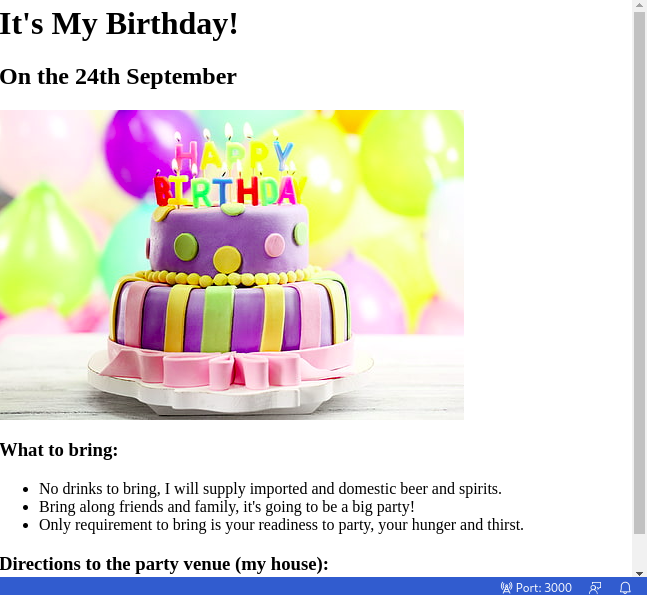 It's My Birthday!
On the 24th September
HAPPY
BIRTHDAY
What to bring:
No drinks to bring, I will supply imported and domestic beer and spirits.
Bring along friends and family, it's going to be a big party!
Only requirement to bring is your readiness to party, your hunger and thirst.
Directions to the party venue (my house):
Port: 3000